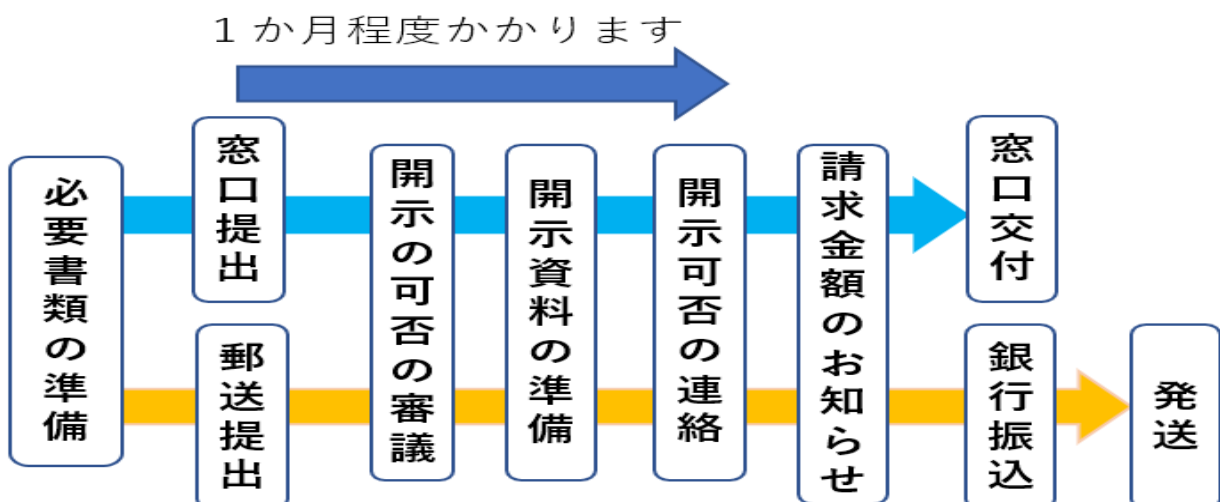 1か月程度かかります
必要書類の準備
窓口提出
郵送提出
開示の可否の審議
開示資料の準備
開示可否の連絡
請求金額のお知らせ
窓口交付
銀行振込
発送